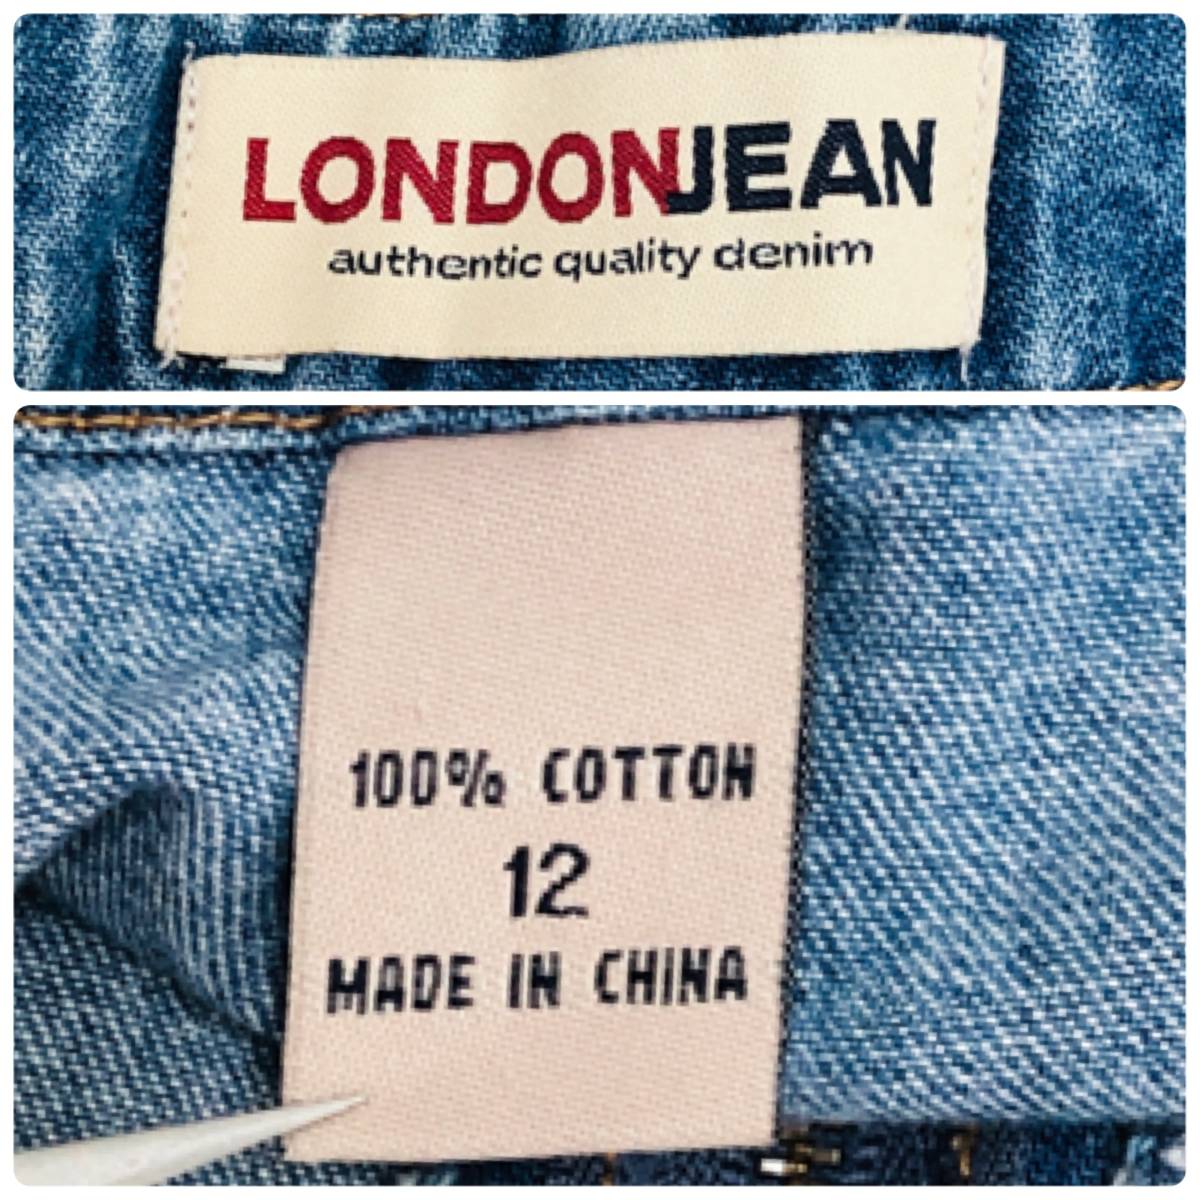 LONDONJEAN
authentic quality denim
100% COTTON
12
MADE IN CHINA